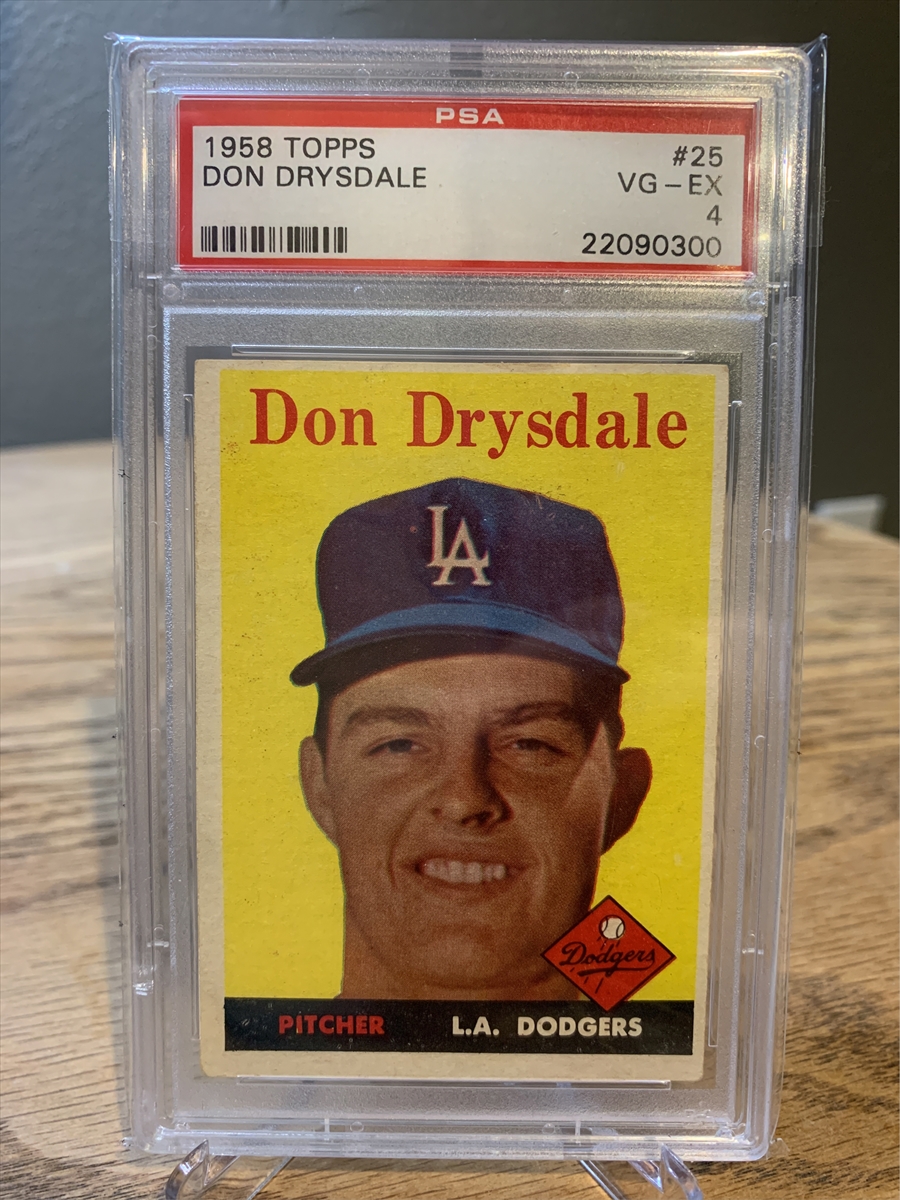 PSA
1958 TOPPS #25
DON DRYSDALE VG-EX
4
22090300
Don Drysdale
LA
Dodgers
PITCHER L.A. DODGERS